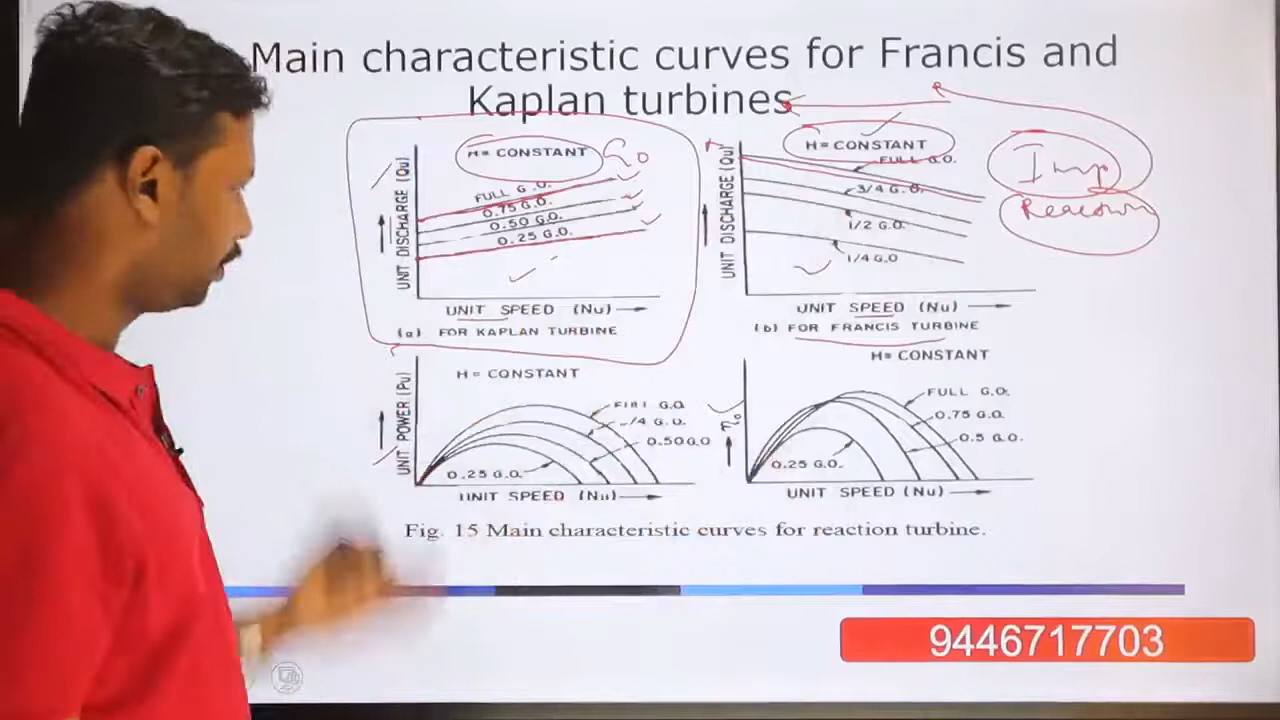 Main characteristic curves for Francis and
Kaplan turbines
H= CONSTANT
FULL G.O.
0.75 G.O.
0.50 G.O.
0.25 G.O.
UNIT DISCHARGE (Qu)
UNIT SPEED (Nu)
(a) FOR KAPLAN TURBINE
H= CONSTANT
FULL G.O.
3/4 G.O.
1/2 G.O.
1/4 G.O
UNIT DISCHARGE (Qu)
UNIT SPEED (Nu)
(b) FOR FRANCIS TURBINE
Imp
Reaction
H= CONSTANT
G.O
/4 G.O.
0.50 G.O
0.25 G.O.
UNIT POWER (Pu)
UNIT SPEED (Nu)
H= CONSTANT
FULL G.O.
0.75 G.O.
0.5 G.O.
0.25 G.O.
ηo
UNIT SPEED (Nu)
Fig. 15 Main characteristic curves for reaction turbine.
9446717703